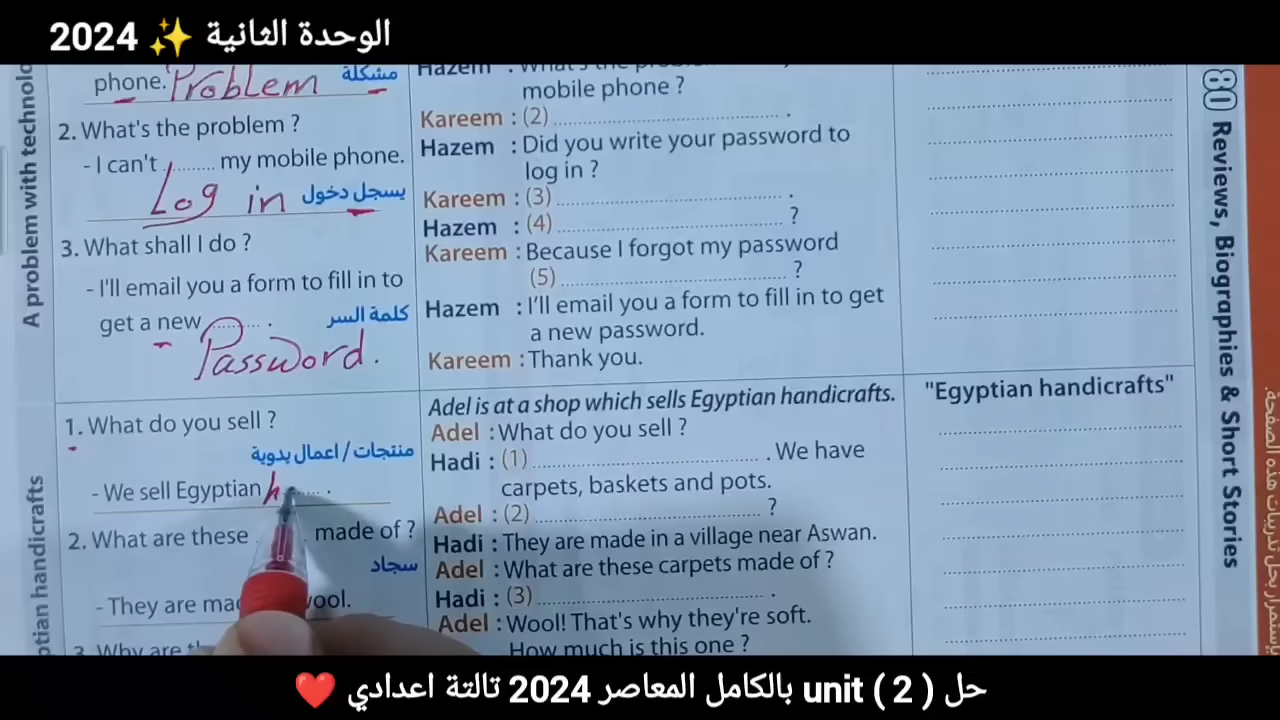 الوحدة الثانية ✨ 2024
phone. Problem مشكلة
2. What's the problem ?
- I can't ......... my mobile phone.
Log in يسجل دخول
3. What shall I do ?
- I'll email you a form to fill in to
get a new ......... .
كلمة السر
Password.
A problem with technolo
Hazem :
mobile phone ?
Kareem : (2) ........................................ .
Hazem : Did you write your password to
log in ?
Kareem : (3) ........................................ .
Hazem : (4) ........................................ ?
Kareem : Because I forgot my password
(5) ........................................ ?
Hazem : I'll email you a form to fill in to get
a new password.
Kareem : Thank you.
1. What do you sell ?
منتجات / اعمال يدوية
- We sell Egyptian h
2. What are these made of ?
سجاد
- They are ma ool.
3. Why are
ptian handicrafts
Adel is at a shop which sells Egyptian handicrafts.
Adel : What do you sell ?
Hadi : (1) ........................................ . We have
carpets, baskets and pots.
Adel : (2) ........................................ ?
Hadi : They are made in a village near Aswan.
Adel : What are these carpets made of ?
Hadi : (3) ........................................ .
Adel : Wool! That's why they're soft.
How much is this one ?
"Egyptian handicrafts"
80 Reviews, Biographies & Short Stories
حل unit ( 2 ) بالكامل المعاصر 2024 تالتة اعدادي ❤️